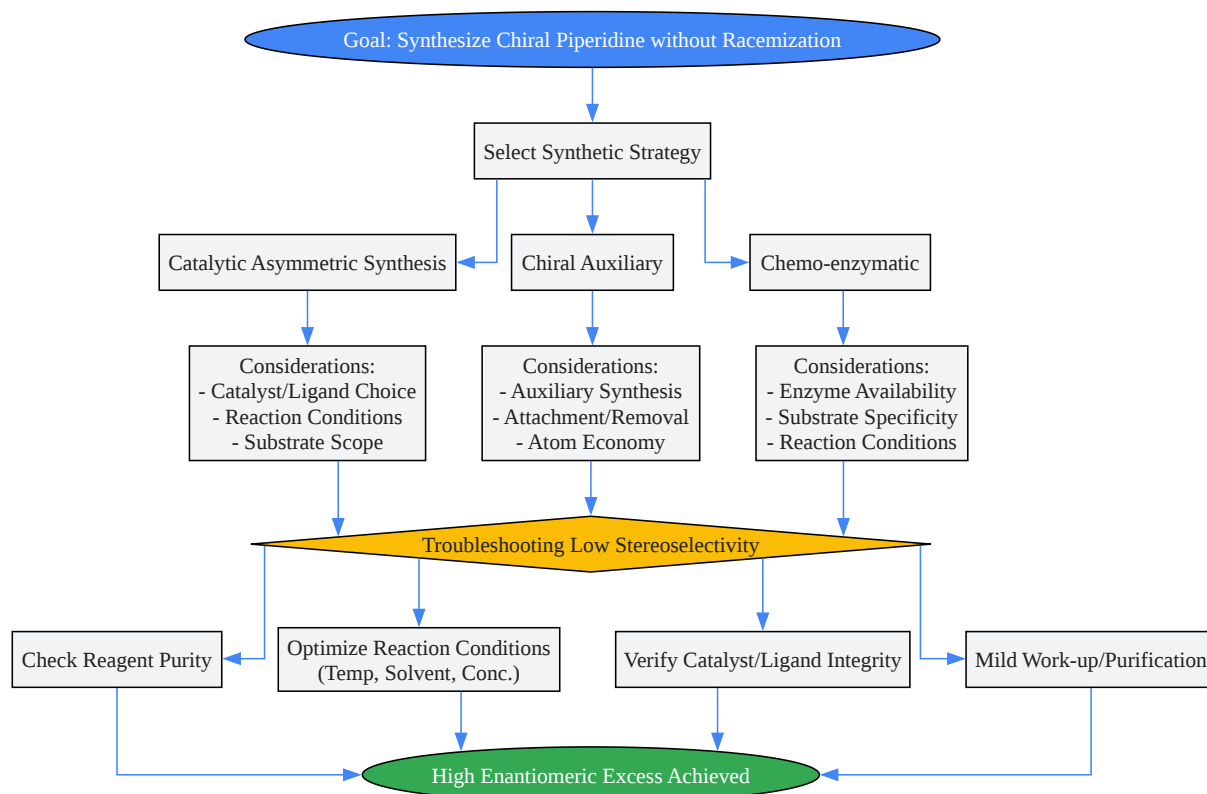 Goal: Synthesize Chiral Piperidine without Racemization
Select Synthetic Strategy
Catalytic Asymmetric Synthesis
Chiral Auxiliary
Chemo-enzymatic
Considerations:
- Catalyst/Ligand Choice
- Reaction Conditions
- Substrate Scope
Considerations:
- Auxiliary Synthesis
- Attachment/Removal
- Atom Economy
Considerations:
- Enzyme Availability
- Substrate Specificity
- Reaction Conditions
Troubleshooting Low Stereoselectivity
Check Reagent Purity
Optimize Reaction Conditions
(Temp, Solvent, Conc.)
Verify Catalyst/Ligand Integrity
Mild Work-up/Purification
High Enantiomeric Excess Achieved